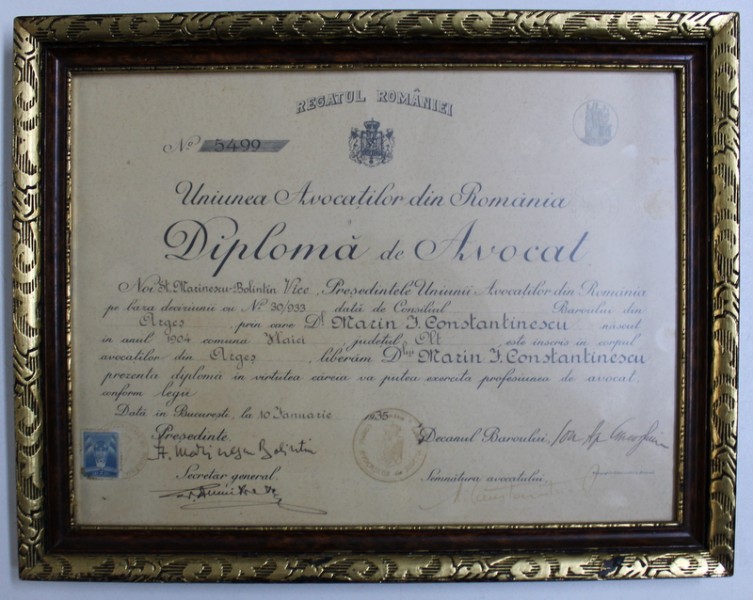 REGATUL ROMÂNIEI
No 5499
Uniunea Avocaților din România
Diplomă de Avocat
Noi St. Marinescu-Bolintin Vice Președintele Uniunii Avocaților din România
pe baza deciziunii cu No 30/933 dată de Consiliul Baroului din
Argeș prin care Dl Marin I. Constantinescu născut
în anul 1904 comuna județul Olt este înscris în corpul
avocaților din Argeș, liberăm Dlui Marin I. Constantinescu
prezenta diplomă în virtutea căreia va putea exercita profesiunea de avocat,
conform legii
Dată în București, la 10 Ianuarie 1935
Președinte, Decanul Baroului,
Secretar general, Semnătura avocatului,